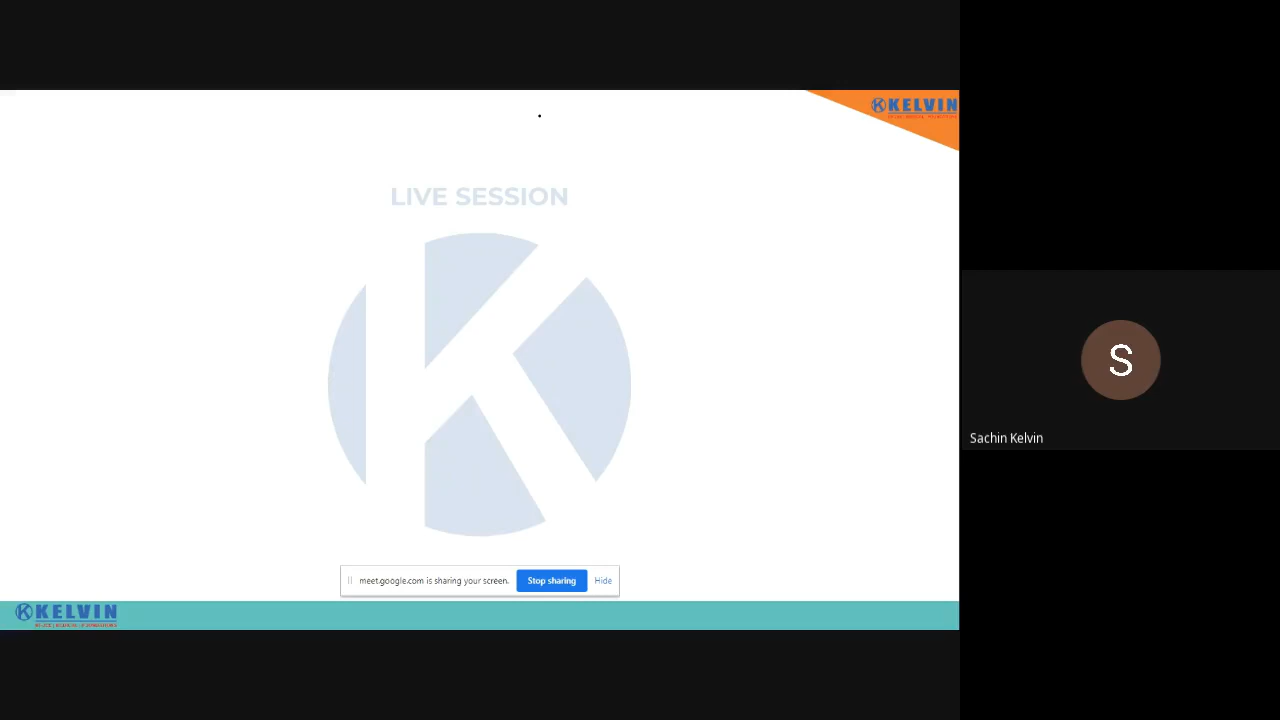 KELVIN
LIVE SESSION
meet.google.com is sharing your screen.
Stop sharing
Hide
KELVIN
S
Sachin Kelvin